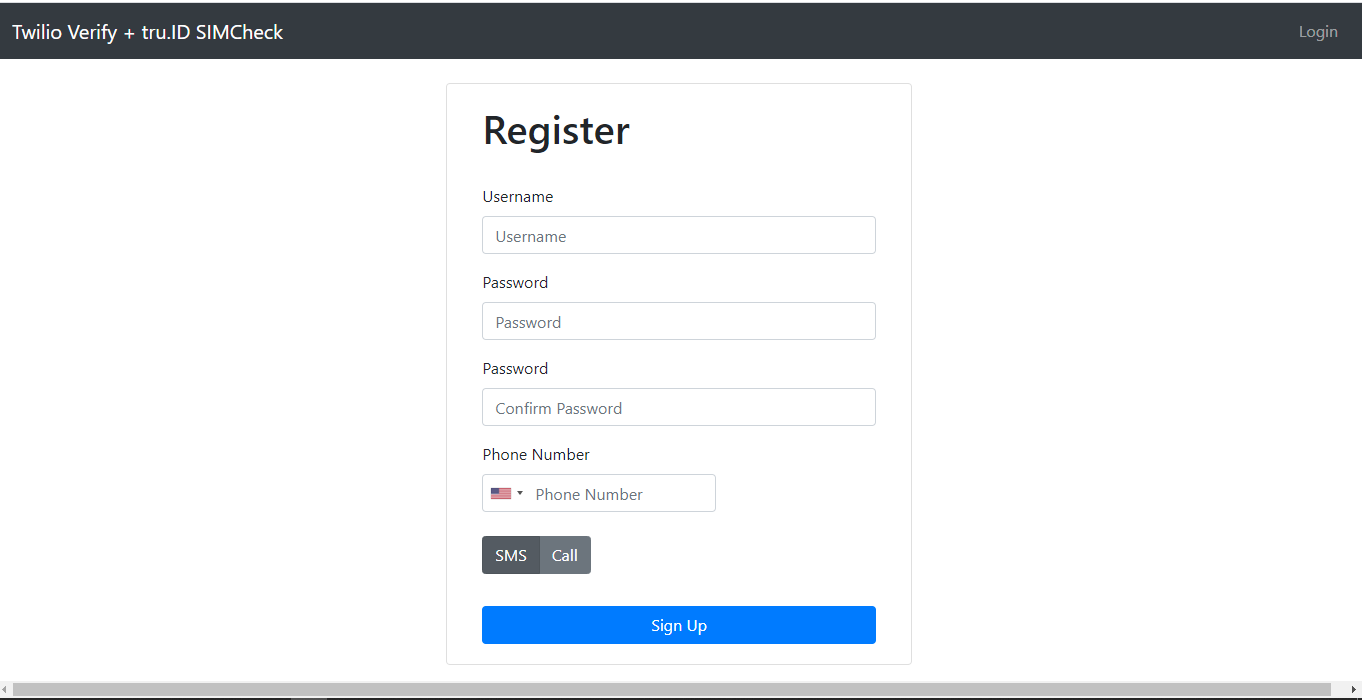 Twilio Verify + tru.ID SIMCheck
Login
Register
Username
Username
Password
Password
Password
Confirm Password
Phone Number
Phone Number
SMS Call
Sign Up